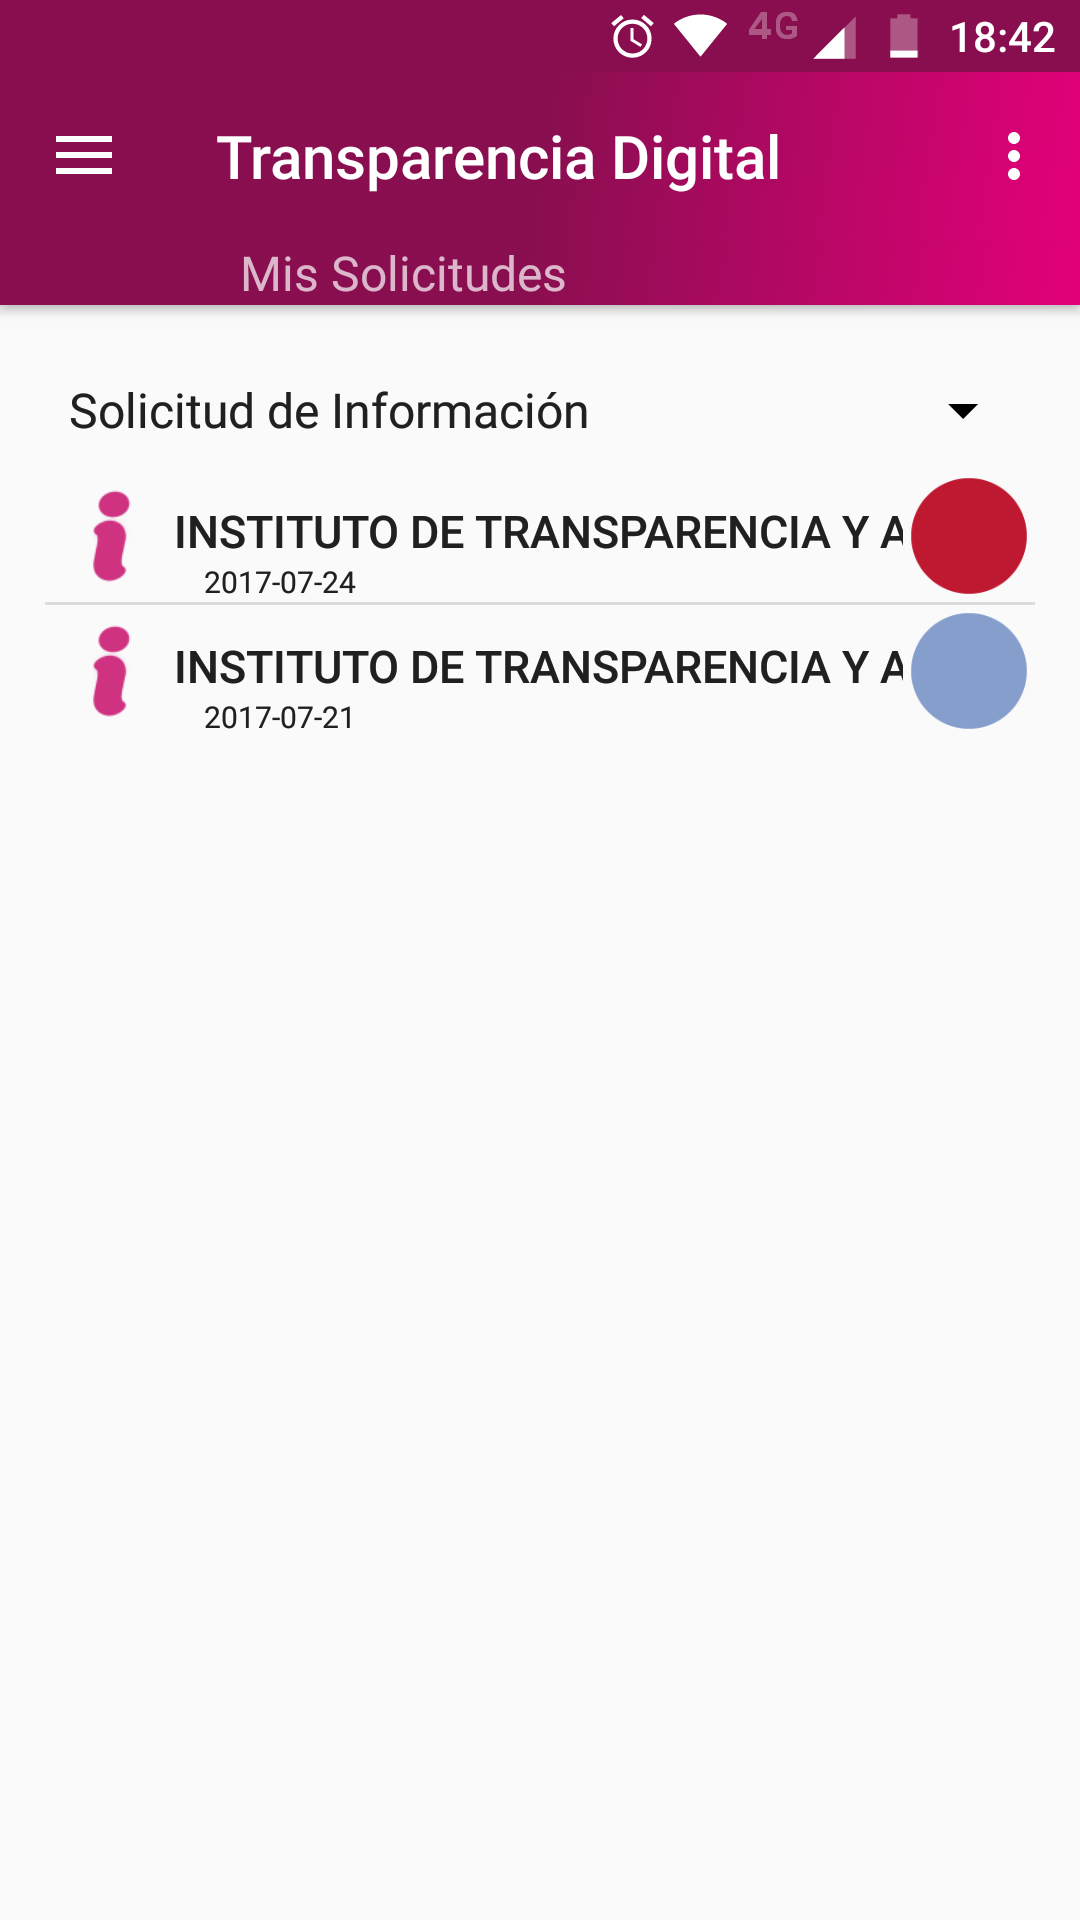 4G 18:42
Transparencia Digital
Mis Solicitudes
Solicitud de Información
INSTITUTO DE TRANSPARENCIA Y A
2017-07-24
INSTITUTO DE TRANSPARENCIA Y A
2017-07-21